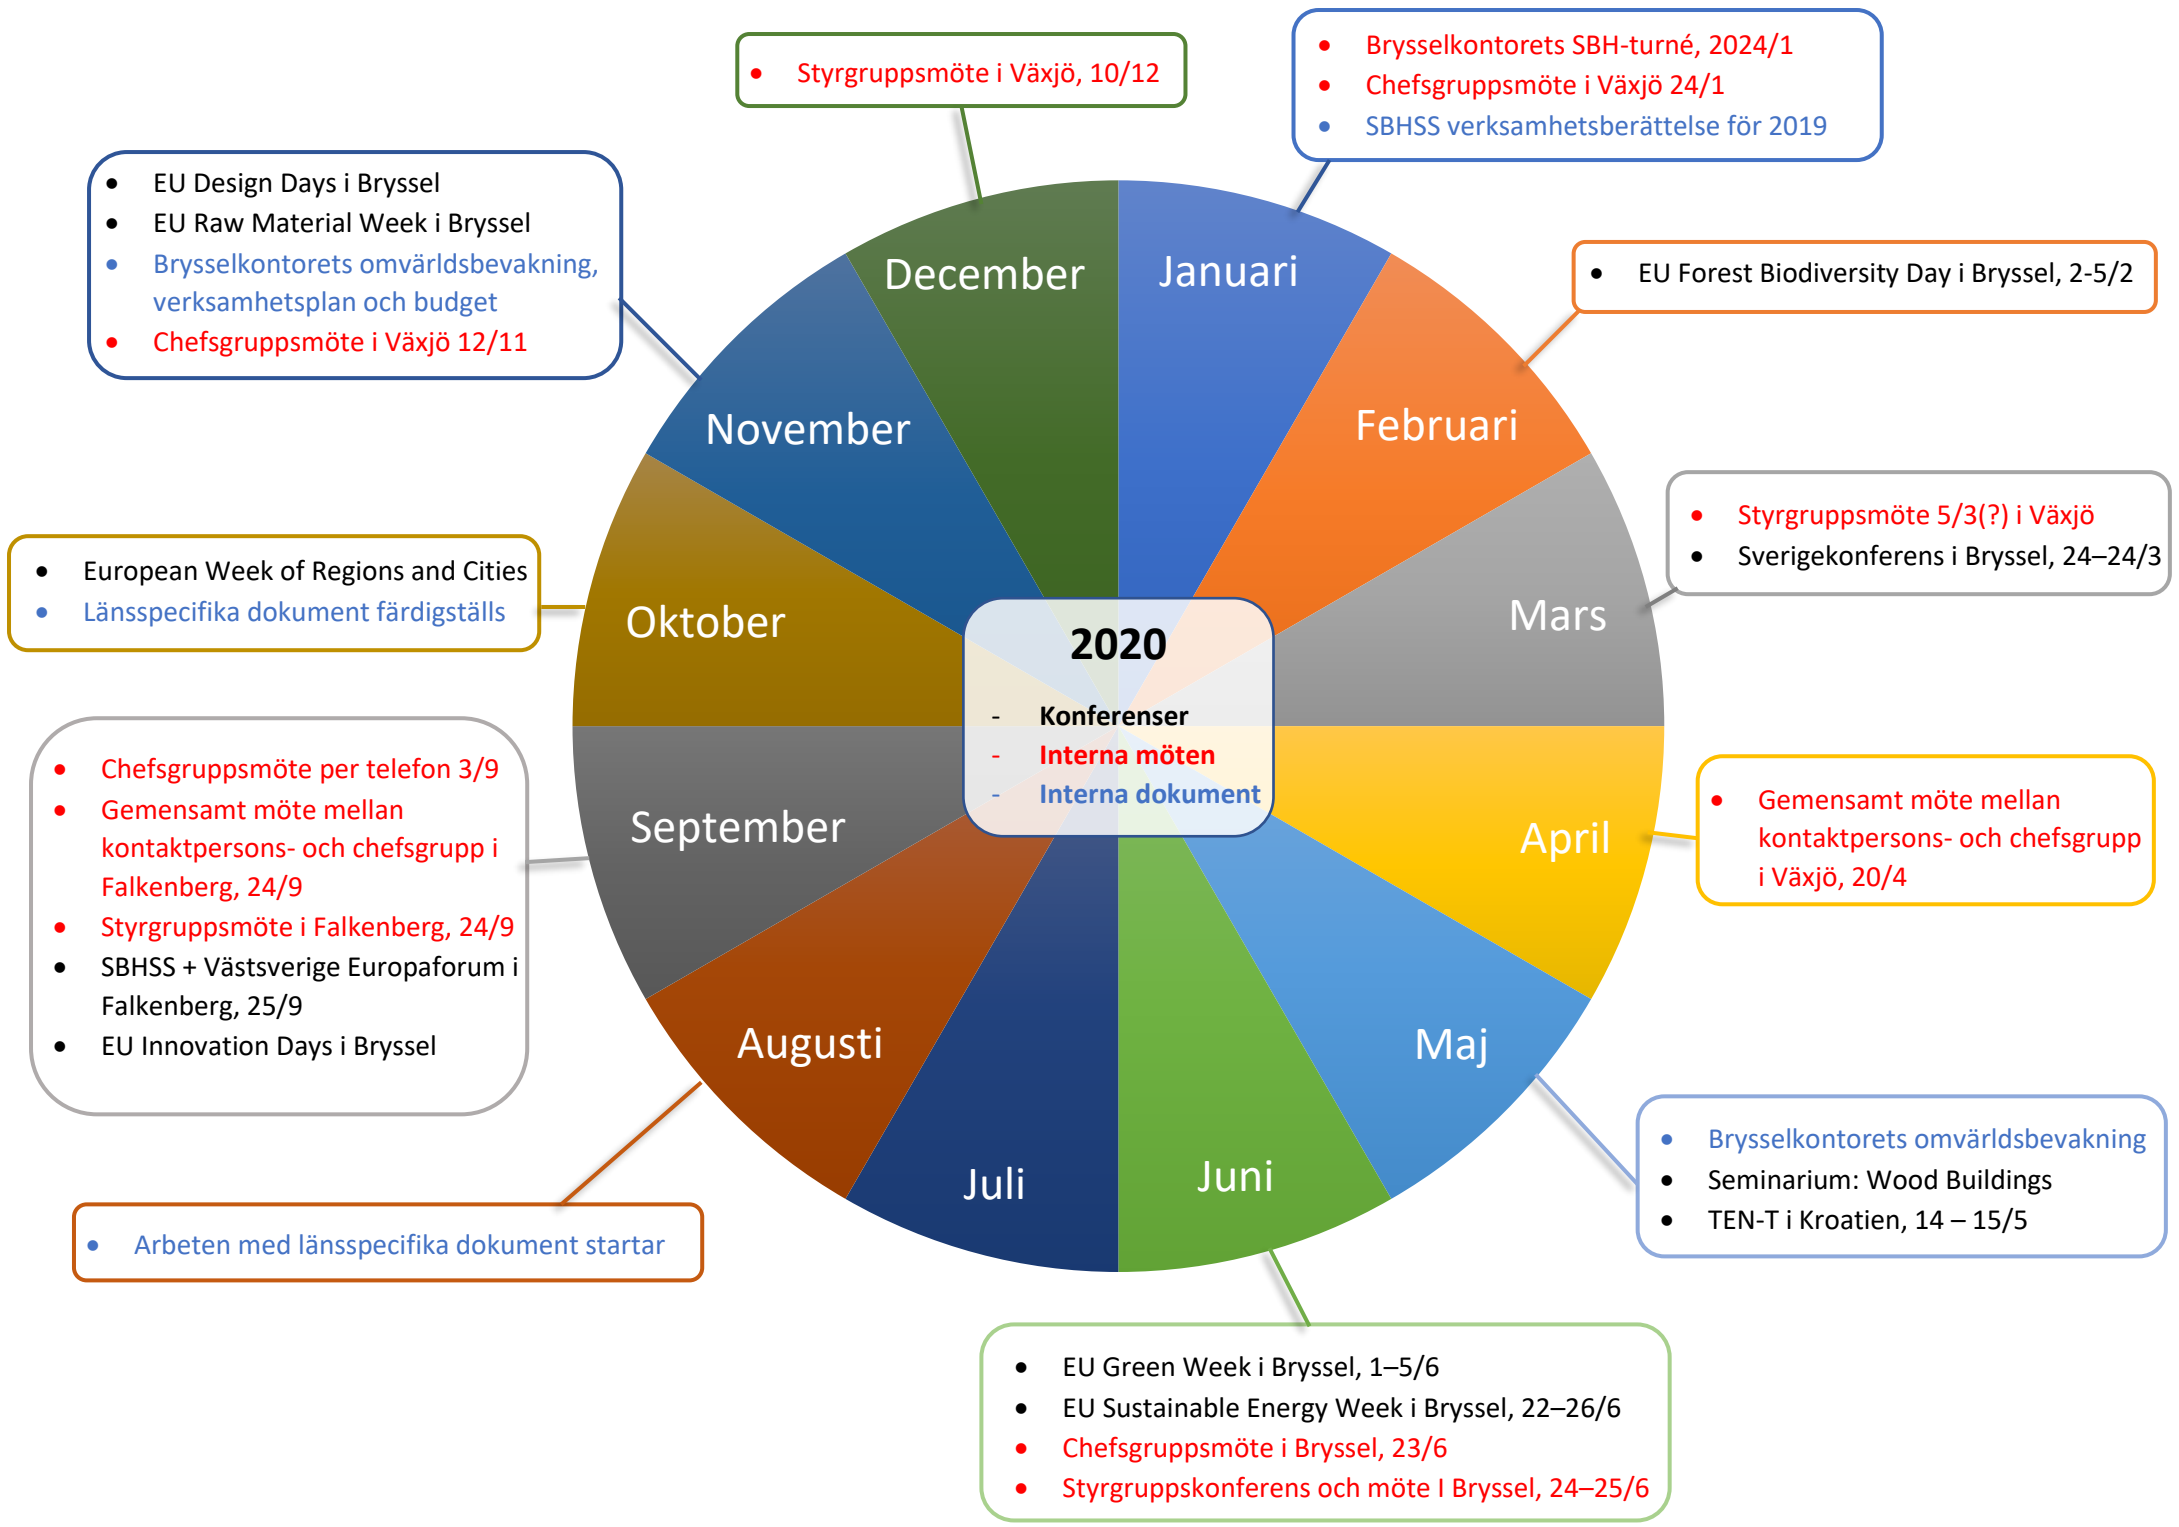 Styrgruppsmöte i Växjö, 10/12
Brysselkontorets SBH-turné, 2024/1
Chefsgruppsmöte i Växjö 24/1
SBHSS verksamhetsberättelse för 2019
EU Design Days i Bryssel
EU Raw Material Week i Bryssel
Brysselkontorets omvärldsbevakning,
verksamhetsplan och budget
Chefsgruppsmöte i Växjö 12/11
EU Forest Biodiversity Day i Bryssel, 2-5/2
December
Januari
November
Februari
Styrgruppsmöte 5/3(?) i Växjö
Sverigekonferens i Bryssel, 24–24/3
European Week of Regions and Cities
Länsspecifika dokument färdigställs
Oktober
Mars
2020
- Konferenser
- Interna möten
- Interna dokument
Chefsgruppsmöte per telefon 3/9
Gemensamt möte mellan
kontaktpersons- och chefsgrupp i
Falkenberg, 24/9
Styrgruppsmöte i Falkenberg, 24/9
SBHSS + Västsverige Europaforum i
Falkenberg, 25/9
EU Innovation Days i Bryssel
September
April
Gemensamt möte mellan
kontaktpersons- och chefsgrupp
i Växjö, 20/4
Augusti
Maj
Juli
Juni
Brysselkontorets omvärldsbevakning
Seminarium: Wood Buildings
TEN-T i Kroatien, 14 – 15/5
Arbeten med länsspecifika dokument startar
EU Green Week i Bryssel, 1–5/6
EU Sustainable Energy Week i Bryssel, 22–26/6
Chefsgruppsmöte i Bryssel, 23/6
Styrgruppskonferens och möte I Bryssel, 24–25/6